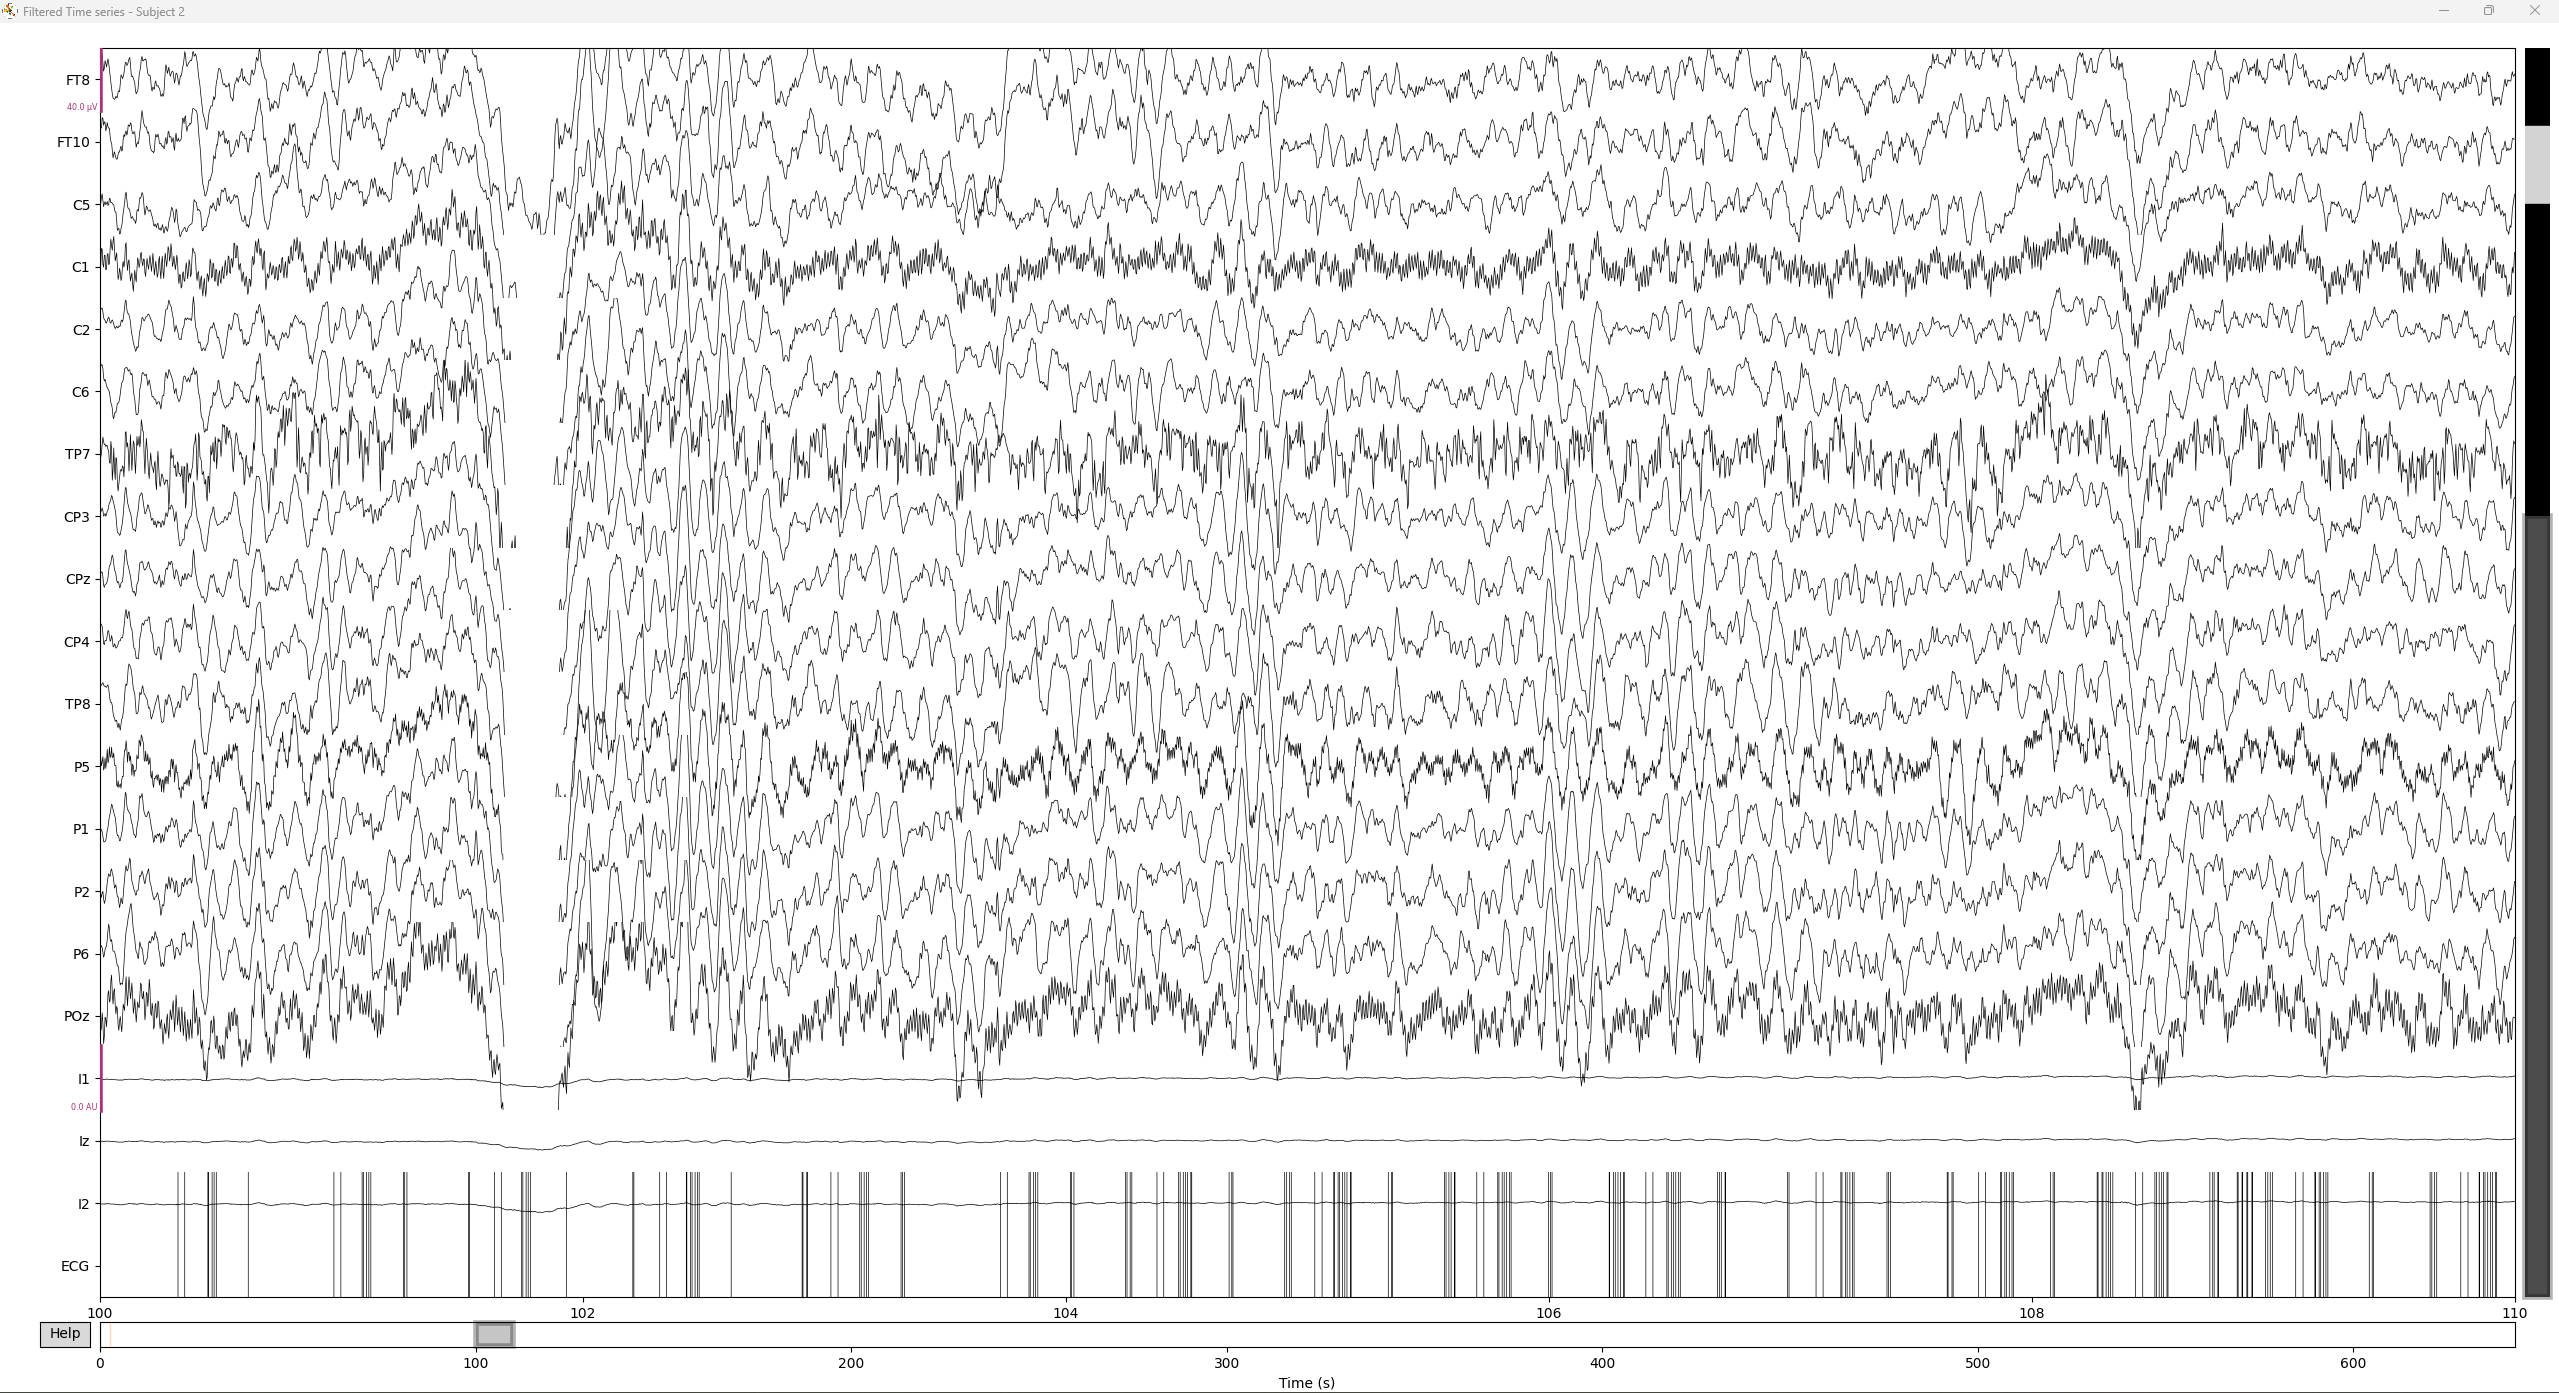 Filtered Time series - Subject 2
FT8
40.0 µV
FT10
C5
C1
C2
C6
TP7
CP3
CPz
CP4
TP8
P5
P1
P2
P6
POz
I1
0.0 AU
Iz
I2
ECG
100 102 104 106 108 110
Help
0 100 200 300 400 500 600
Time (s)